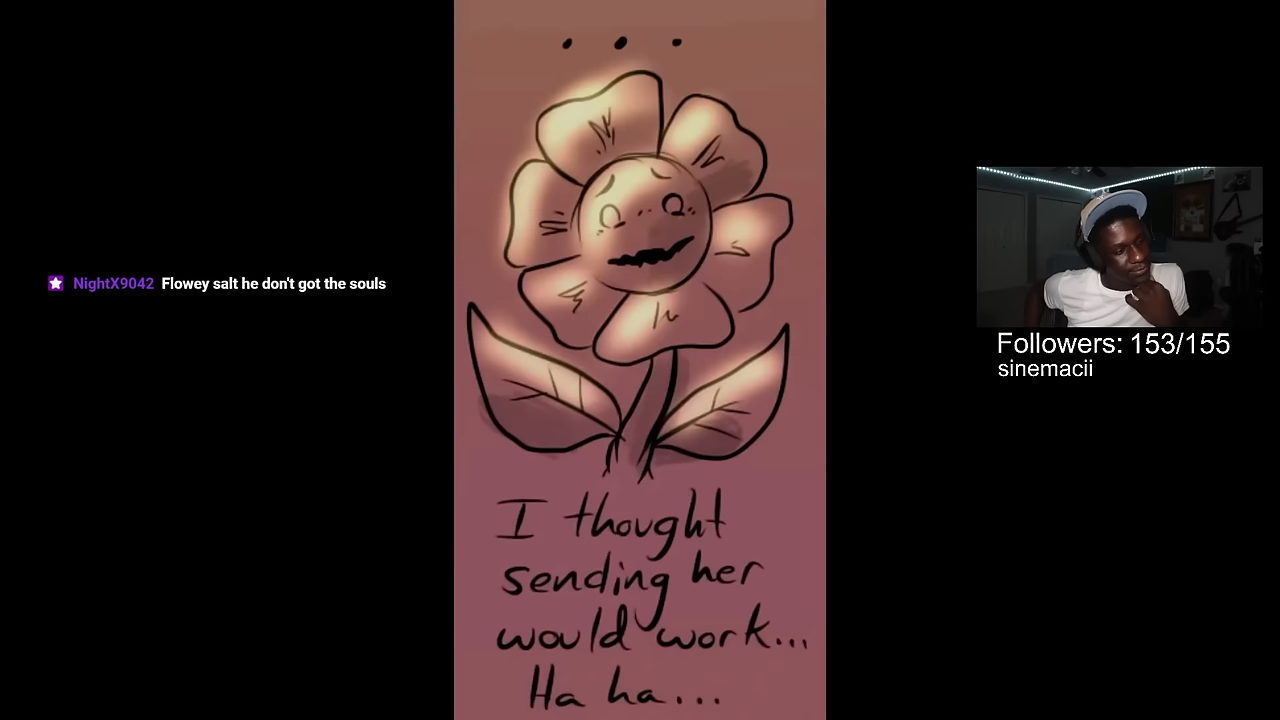 ...
NightX9042 Flowey salt he don't got the souls
I thought
sending her
would work...
Ha ha...
Followers: 153/155
sinemacii